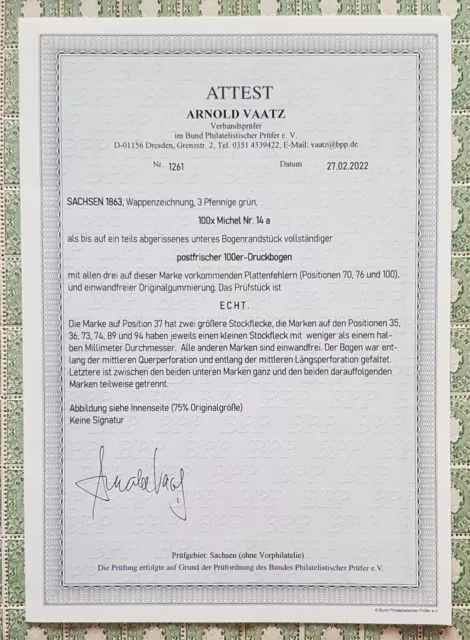 ATTEST
ARNOLD VAATZ
Verbandsprüfer
im Bund Philatelistischer Prüfer e. V.
D-01156 Dresden, Grenzstr. 2, Tel. 0351 4539422, E-Mail: vaatz@bpp.de
Nr. 1261 Datum 27.02.2022
SACHSEN 1863, Wappenzeichnung, 3 Pfennige grün,
100x Michel Nr. 14 a
als bis auf ein teils abgerissenes unteres Bogenrandstück vollständiger
postfrischer 100er-Druckbogen
mit allen drei auf dieser Marke vorkommenden Plattenfehlern (Positionen 70, 76 und 100),
und einwandfreier Originalgummierung. Das Prüfstück ist
ECHT.
Die Marke auf Position 37 hat zwei größere Stockflecke, die Marken auf den Positionen 35,
36, 73, 74, 89 und 94 haben jeweils einen kleinen Stockfleck mit weniger als einem hal-
ben Millimeter Durchmesser. Alle anderen Marken sind einwandfrei. Der Bogen war ent-
lang der mittleren Querperforation und entlang der mittleren Längsperforation gefaltet.
Letztere ist zwischen den beiden unteren Marken ganz und den beiden darauffolgenden
Marken teilweise getrennt.
Abbildung siehe Innenseite (75% Originalgröße)
Keine Signatur
Prüfgebiet: Sachsen (ohne Vorphilatelie)
Die Prüfung erfolgte auf Grund der Prüfordnung des Bundes Philatelistischer Prüfer e.V.
© Bund Philatelistischer Prüfer e.V.